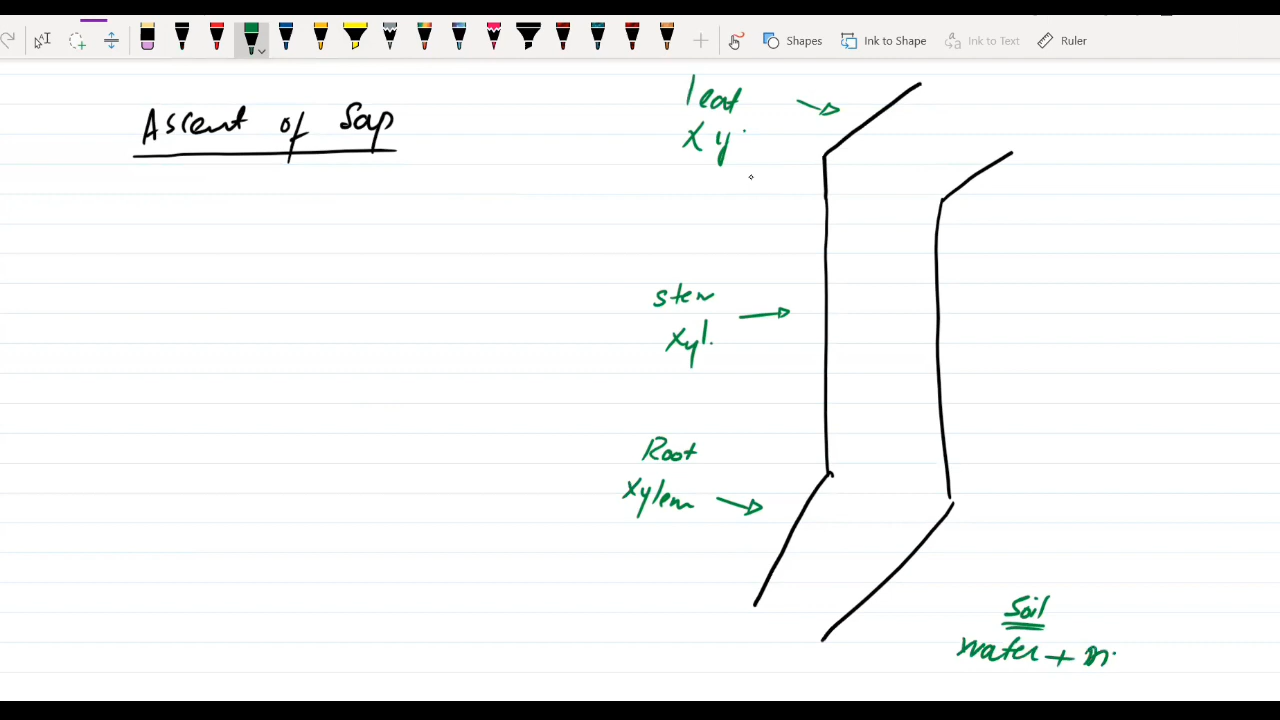 Shapes
Ink to Shape
Ink to Text
Ruler
Ascent of Sap
leaf
Xy.
stem
Xyl.
Root
Xylem
Soil
water + m.